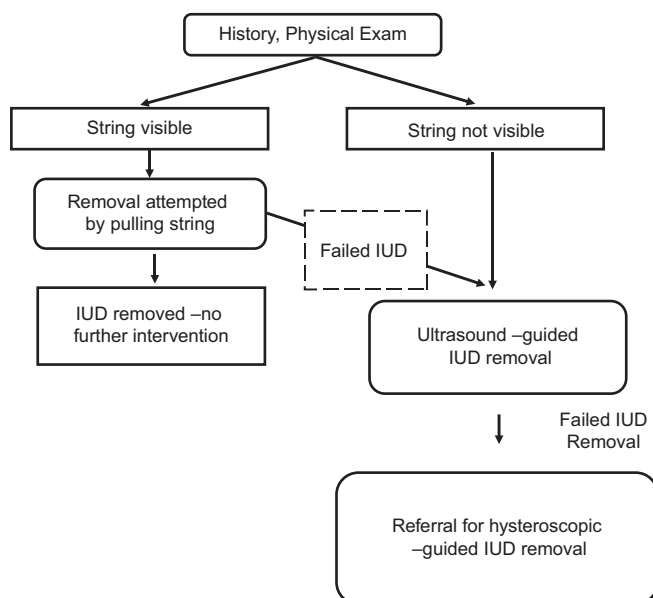 History, Physical Exam
String visible
String not visible
Removal attempted
by pulling string
Failed IUD
IUD removed –no
further intervention
Ultrasound –guided
IUD removal
Failed IUD
Removal
Referral for hysteroscopic
–guided IUD removal